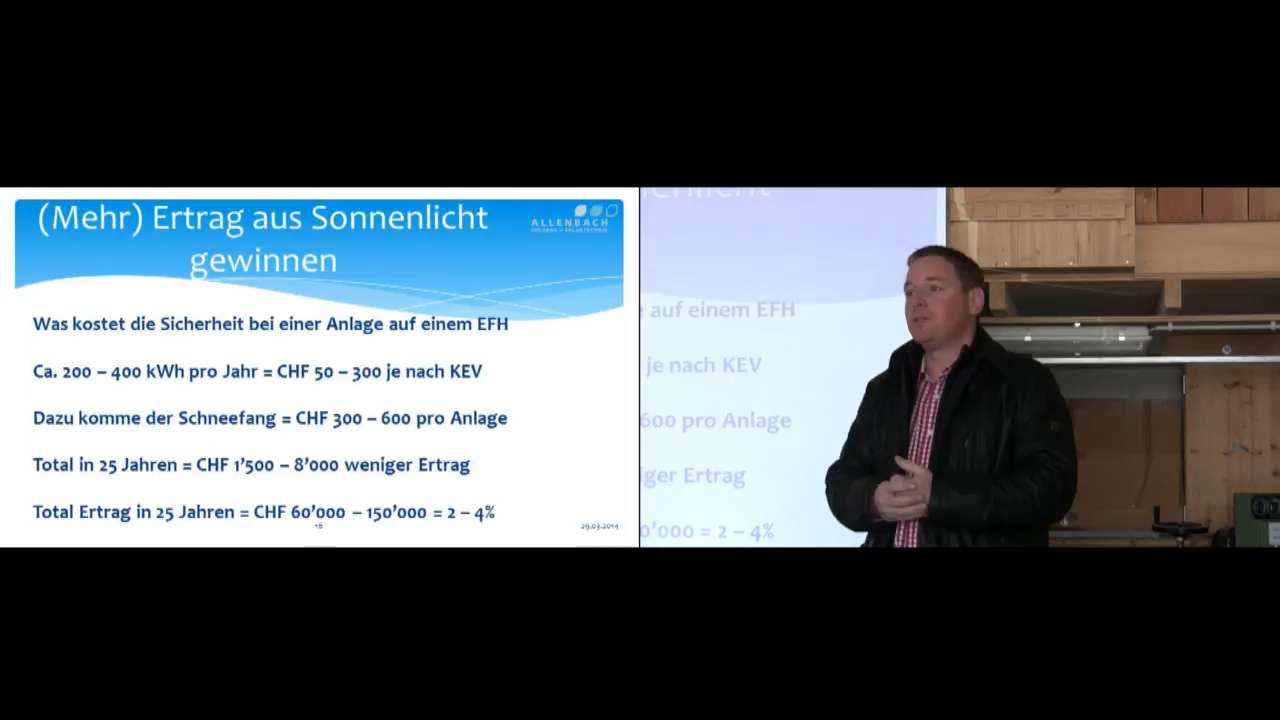 (Mehr) Ertrag aus Sonnenlicht
gewinnen
ALLENBACH
HOLZBAU + SOLARTECHNIK
Was kostet die Sicherheit bei einer Anlage auf einem EFH
Ca. 200 – 400 kWh pro Jahr = CHF 50 – 300 je nach KEV
Dazu komme der Schneefang = CHF 300 – 600 pro Anlage
Total in 25 Jahren = CHF 1’500 – 8’000 weniger Ertrag
Total Ertrag in 25 Jahren = CHF 60’000 – 150’000 = 2 – 4%
16
29.03.2014
auf einem EFH
je nach KEV
600 pro Anlage
iger Ertrag
0’000 = 2 – 4%